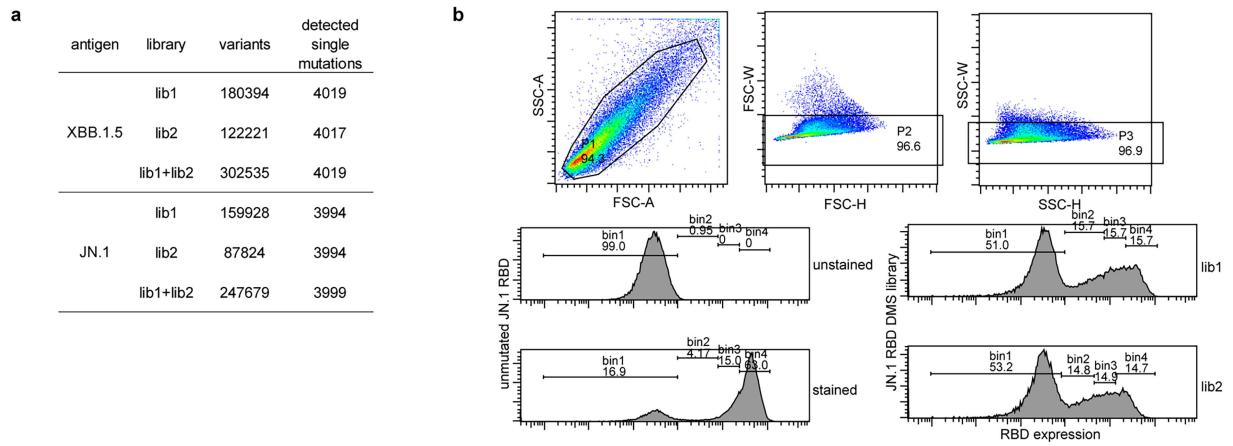 a
antigen library variants detected single mutations
XBB.1.5
lib1 180394 4019
lib2 122221 4017
lib1+lib2 302535 4019
JN.1
lib1 159928 3994
lib2 87824 3994
lib1+lib2 247679 3999
b
SSC-A
P1
94.2
FSC-A
FSC-W
P2
96.6
FSC-H
SSC-W
P3
96.9
SSC-H
unmutated JN.1 RBD
bin1
99.0
bin2
0.95
bin3
0
bin4
0
unstained
bin1
16.9
bin2
4.17
bin3
15.0
bin4
63.0
stained
JN.1 RBD DMS library
bin1
51.0
bin2
15.7
bin3
15.7
bin4
15.7
lib1
bin1
53.2
bin2
14.8
bin3
14.9
bin4
14.7
lib2
RBD expression